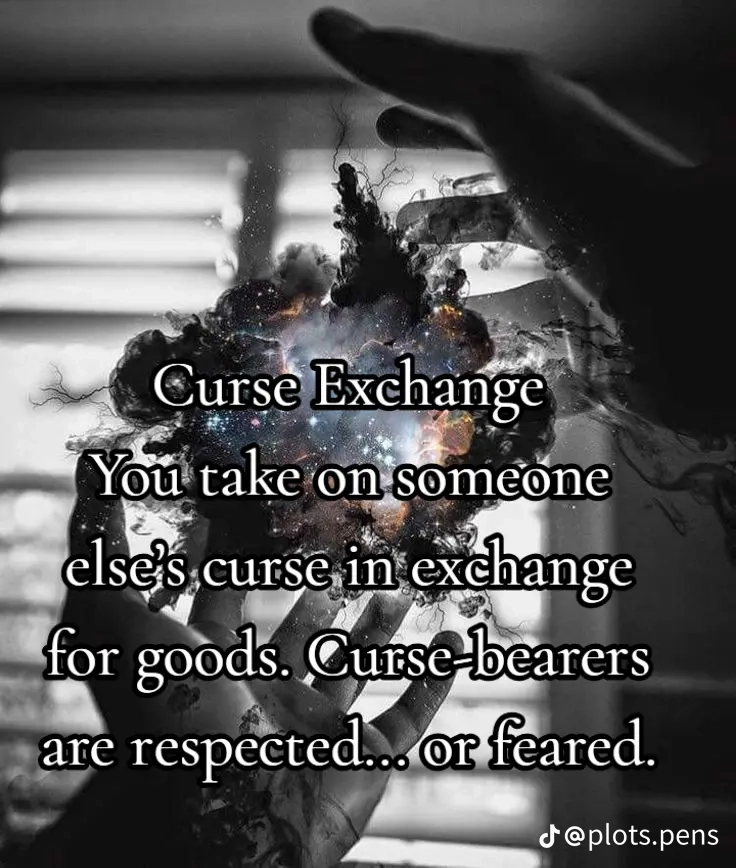 Curse Exchange
You take on someone
else's curse in exchange
for goods. Curse-bearers
are respected... or feared.
@plots.pens